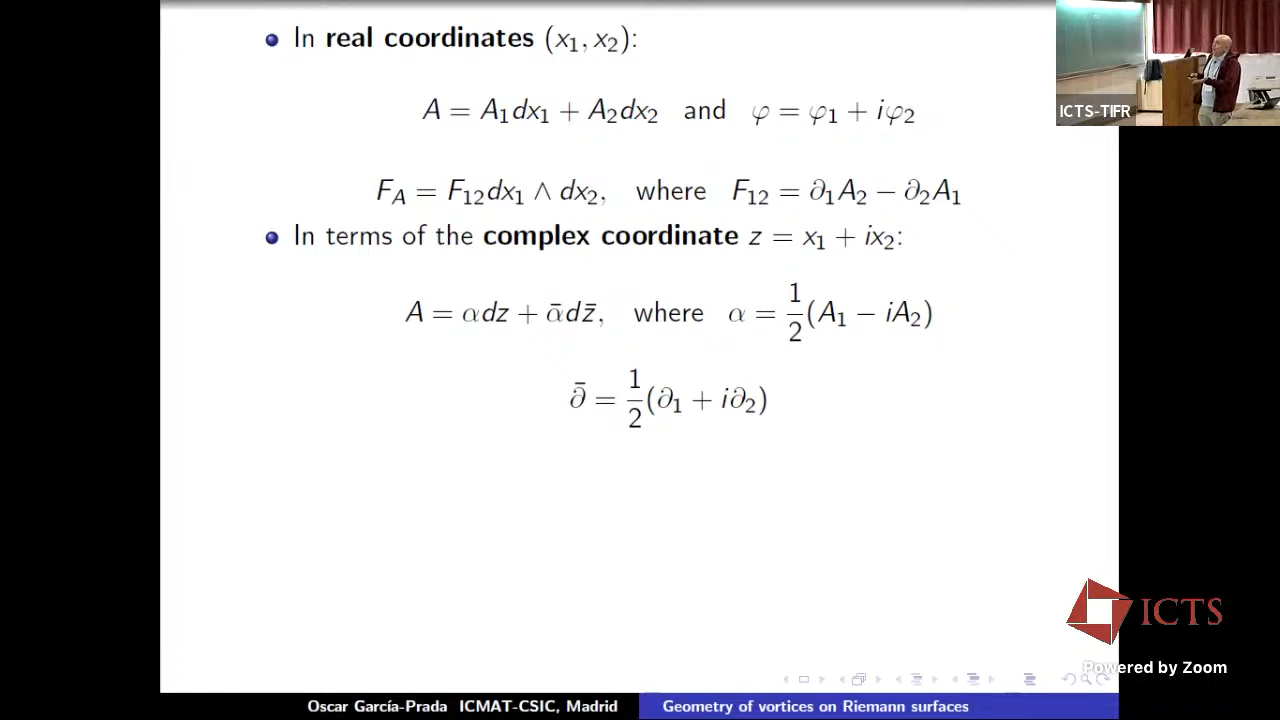 In real coordinates (x₁, x₂):
A = A₁dx₁ + A₂dx₂ and φ = φ₁ + iφ₂
F_A = F₁₂dx₁ ∧ dx₂, where F₁₂ = ∂₁A₂ − ∂₂A₁
In terms of the complex coordinate z = x₁ + ix₂:
A = αdz + ᾱdz̄, where α = 1/2(A₁ − iA₂)
∂̄ = 1/2(∂₁ + i∂₂)
Oscar García-Prada ICMAT-CSIC, Madrid
Geometry of vortices on Riemann surfaces
ICTS-TIFR
ICTS
Powered by Zoom